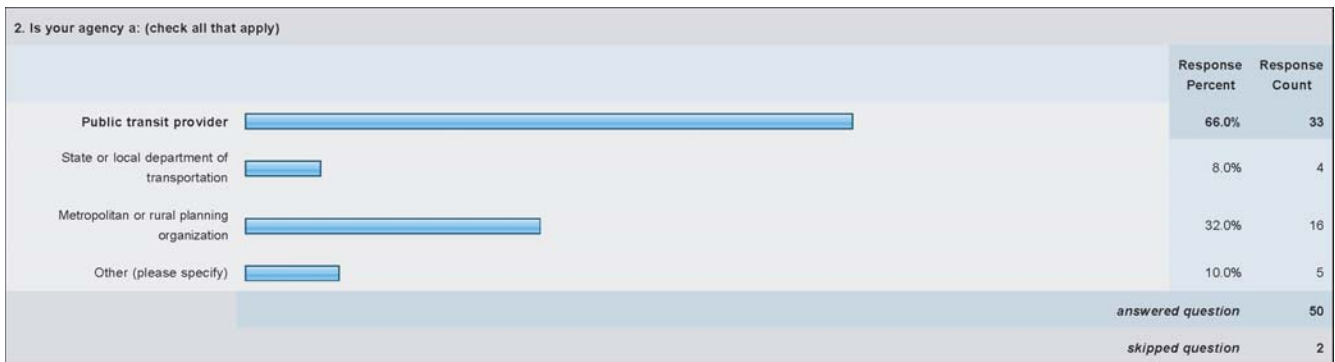 2. Is your agency a: (check all that apply)
Response Percent
Response Count
Public transit provider 66.0% 33
State or local department of transportation 8.0% 4
Metropolitan or rural planning organization 32.0% 16
Other (please specify) 10.0% 5
answered question 50
skipped question 2